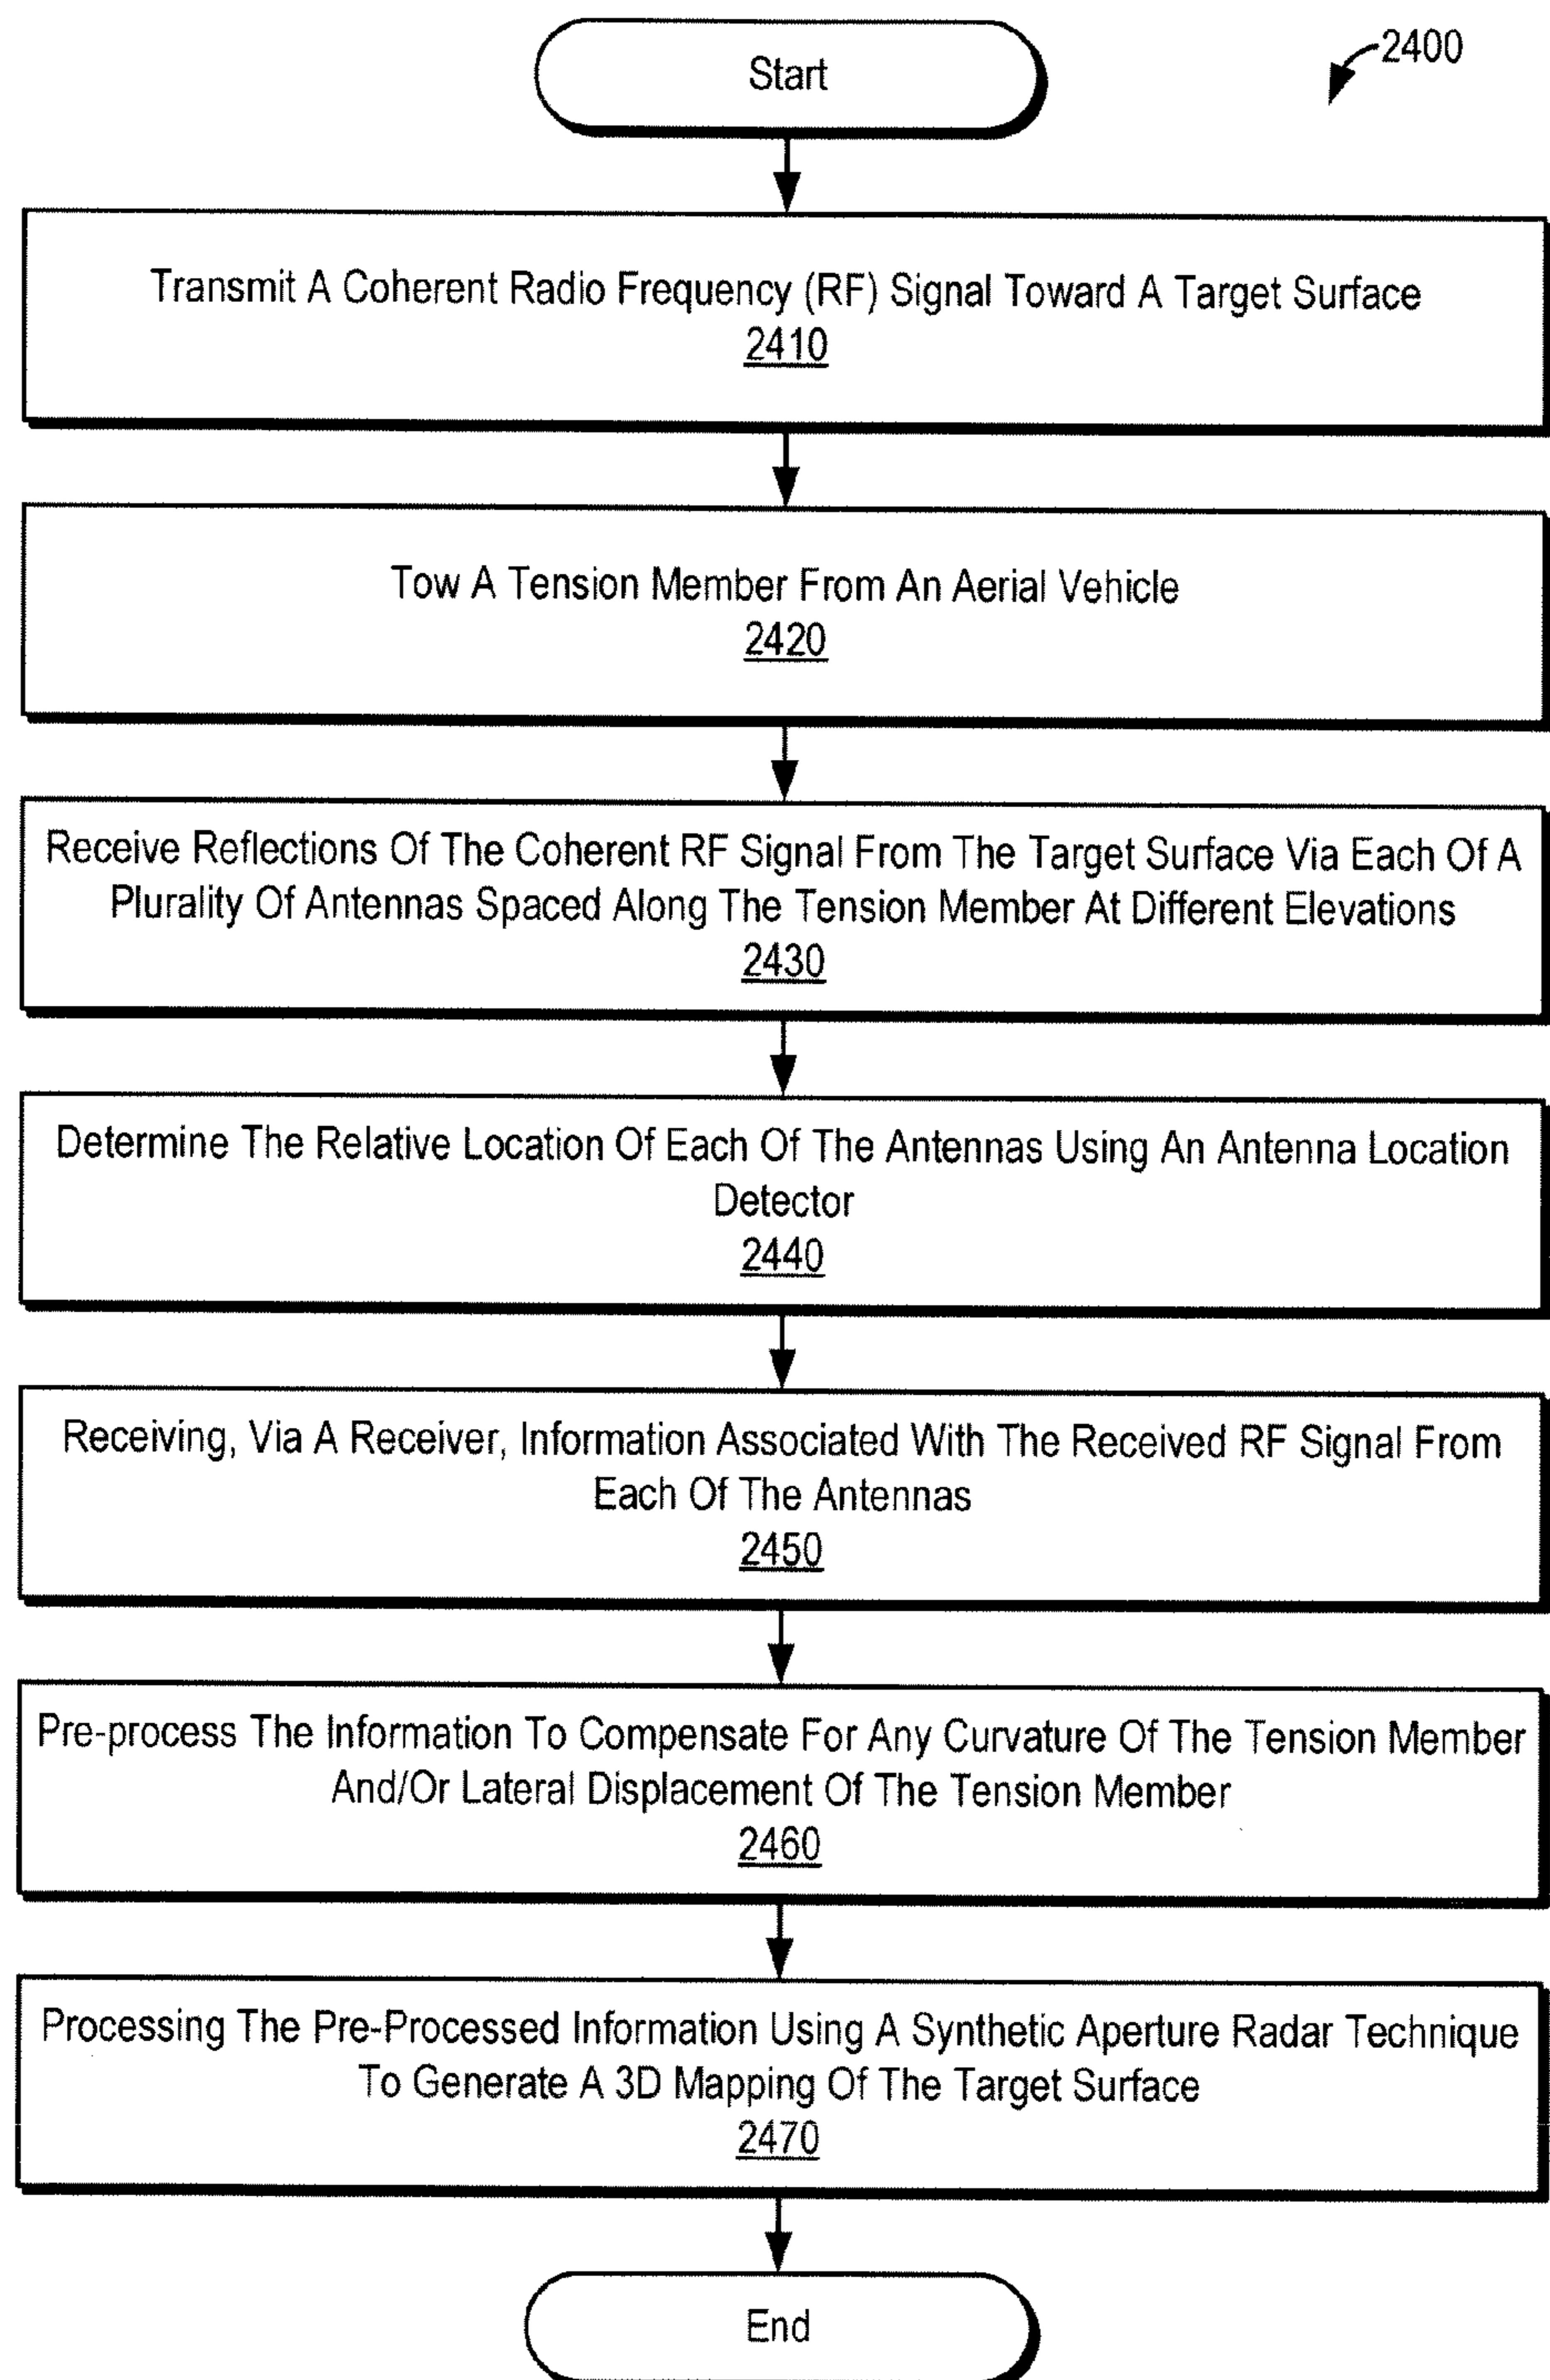 Start
2400
Transmit A Coherent Radio Frequency (RF) Signal Toward A Target Surface
2410
Tow A Tension Member From An Aerial Vehicle
2420
Receive Reflections Of The Coherent RF Signal From The Target Surface Via Each Of A
Plurality Of Antennas Spaced Along The Tension Member At Different Elevations
2430
Determine The Relative Location Of Each Of The Antennas Using An Antenna Location
Detector
2440
Receiving, Via A Receiver, Information Associated With The Received RF Signal From
Each Of The Antennas
2450
Pre-process The Information To Compensate For Any Curvature Of The Tension Member
And/Or Lateral Displacement Of The Tension Member
2460
Processing The Pre-Processed Information Using A Synthetic Aperture Radar Technique
To Generate A 3D Mapping Of The Target Surface
2470
End